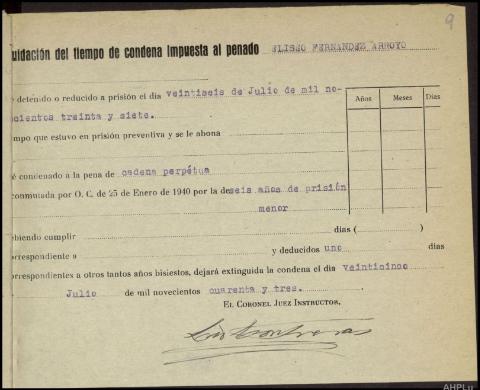 9
uidación del tiempo de condena impuesta al penado ELISEO FERNANDEZ ARROYO
detenido o reducido a prisión el día veintiseis de Julio de mil no-
cientos treinta y siete.
Años Meses Días
mpo que estuvo en prisión preventiva y se le abona
é condenado a la pena de cadena perpétua
conmutada por O. C. de 25 de Enero de 1940 por la de seis años de prisión
menor
biendo cumplir días ( )
orrespondiente a y deducidos uno días
orrespondientes a otros tantos años bisiestos, dejará extinguida la condena el día veinticinco
Julio de mil novecientos cuarenta y tres.
EL CORONEL JUEZ INSTRUCTOR,
AHPLu